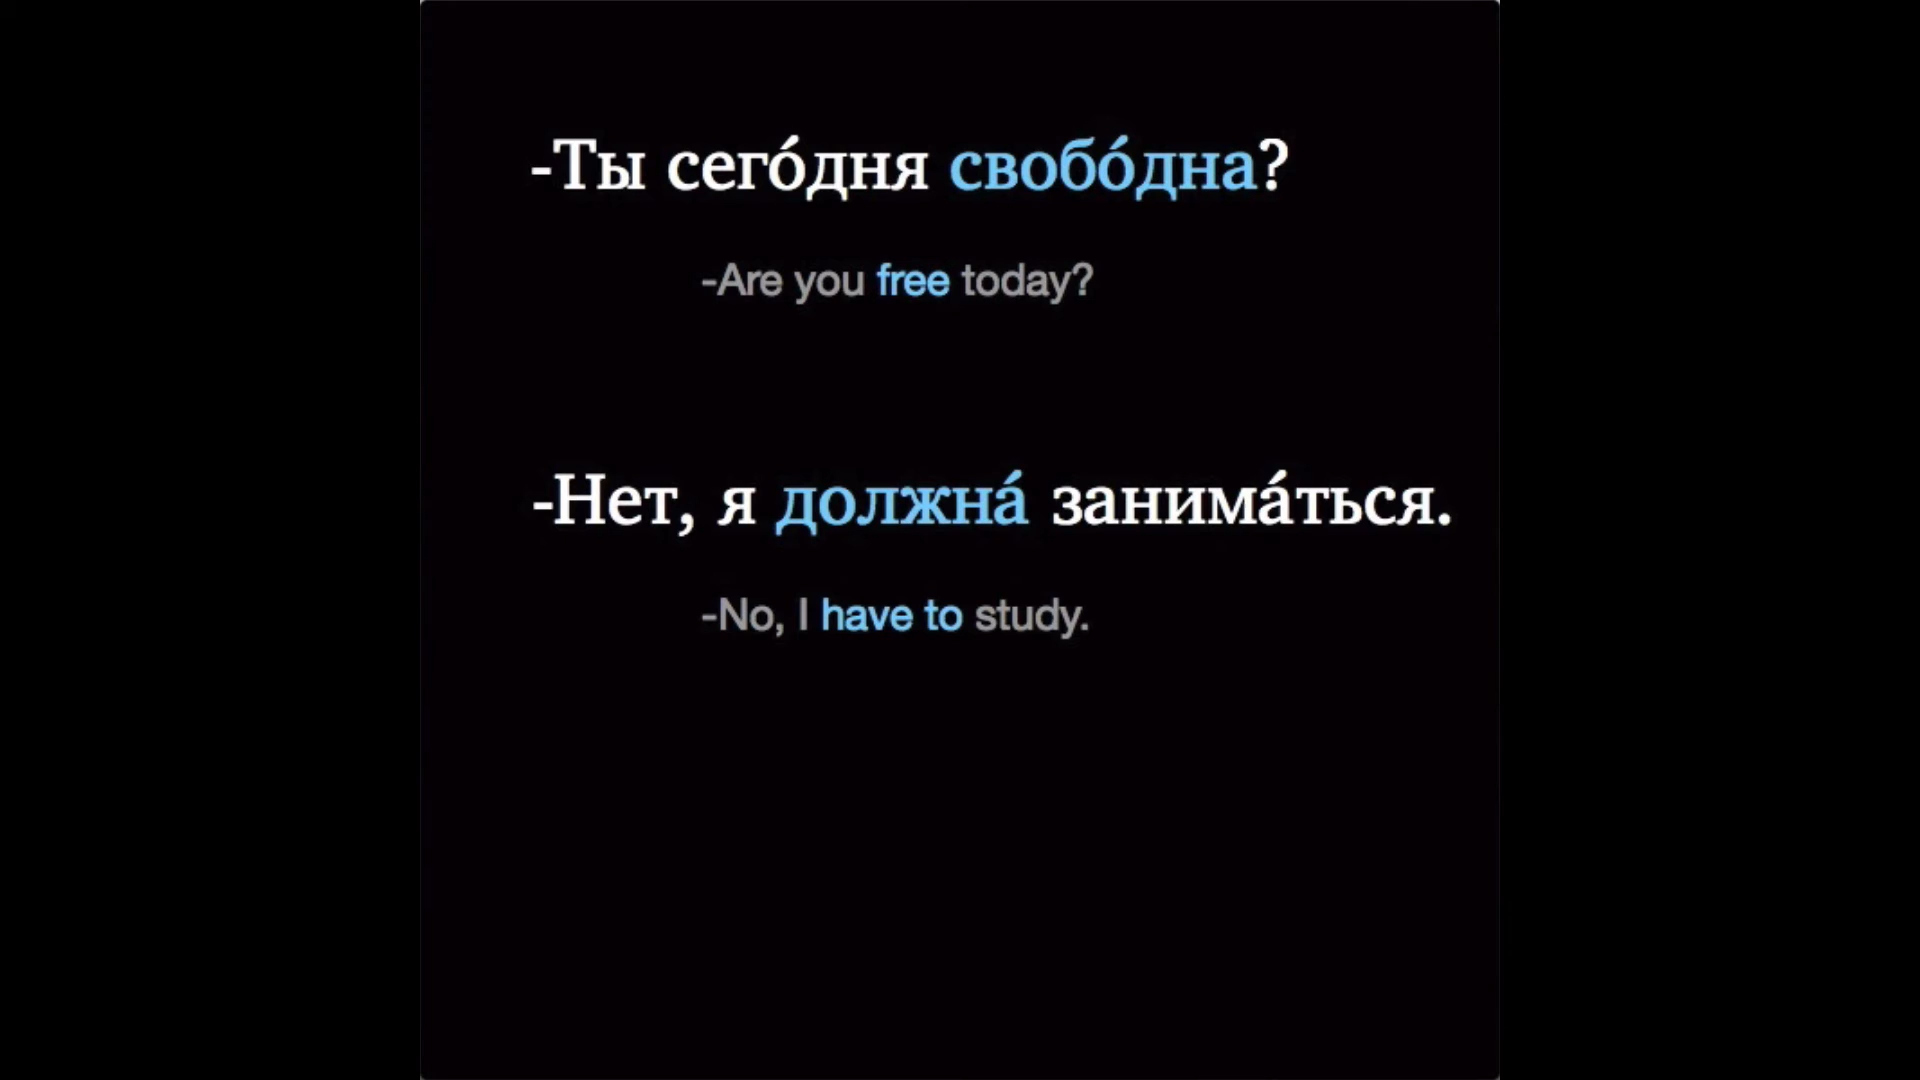 -Ты сего́дня свобо́дна?
-Are you free today?
-Нет, я должна́ занима́ться.
-No, I have to study.